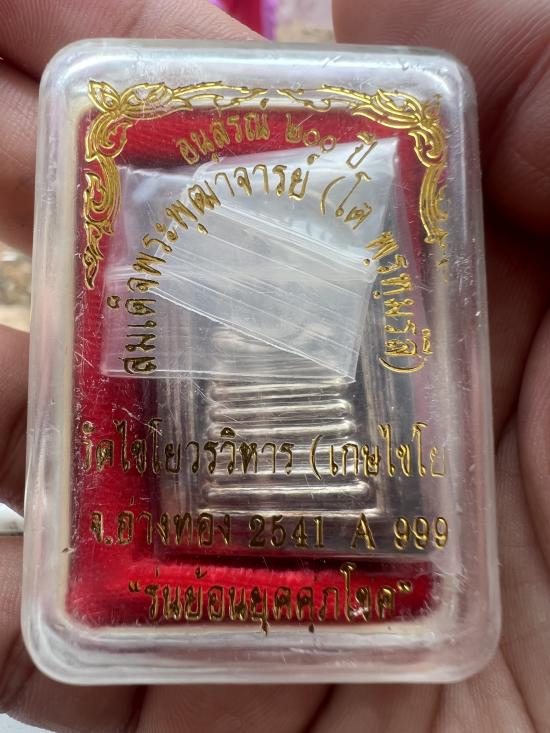 อนุสรณ์ ๒๐๐ ปี
สมเด็จพระพุฒาจารย์ (โต พฺรหฺมรํสี)
วัดไชโยวรวิหาร (เกษไชโย
จ.อ่างทอง 2541 A 999
"รุ่นย้อนยุคศุภโชค"